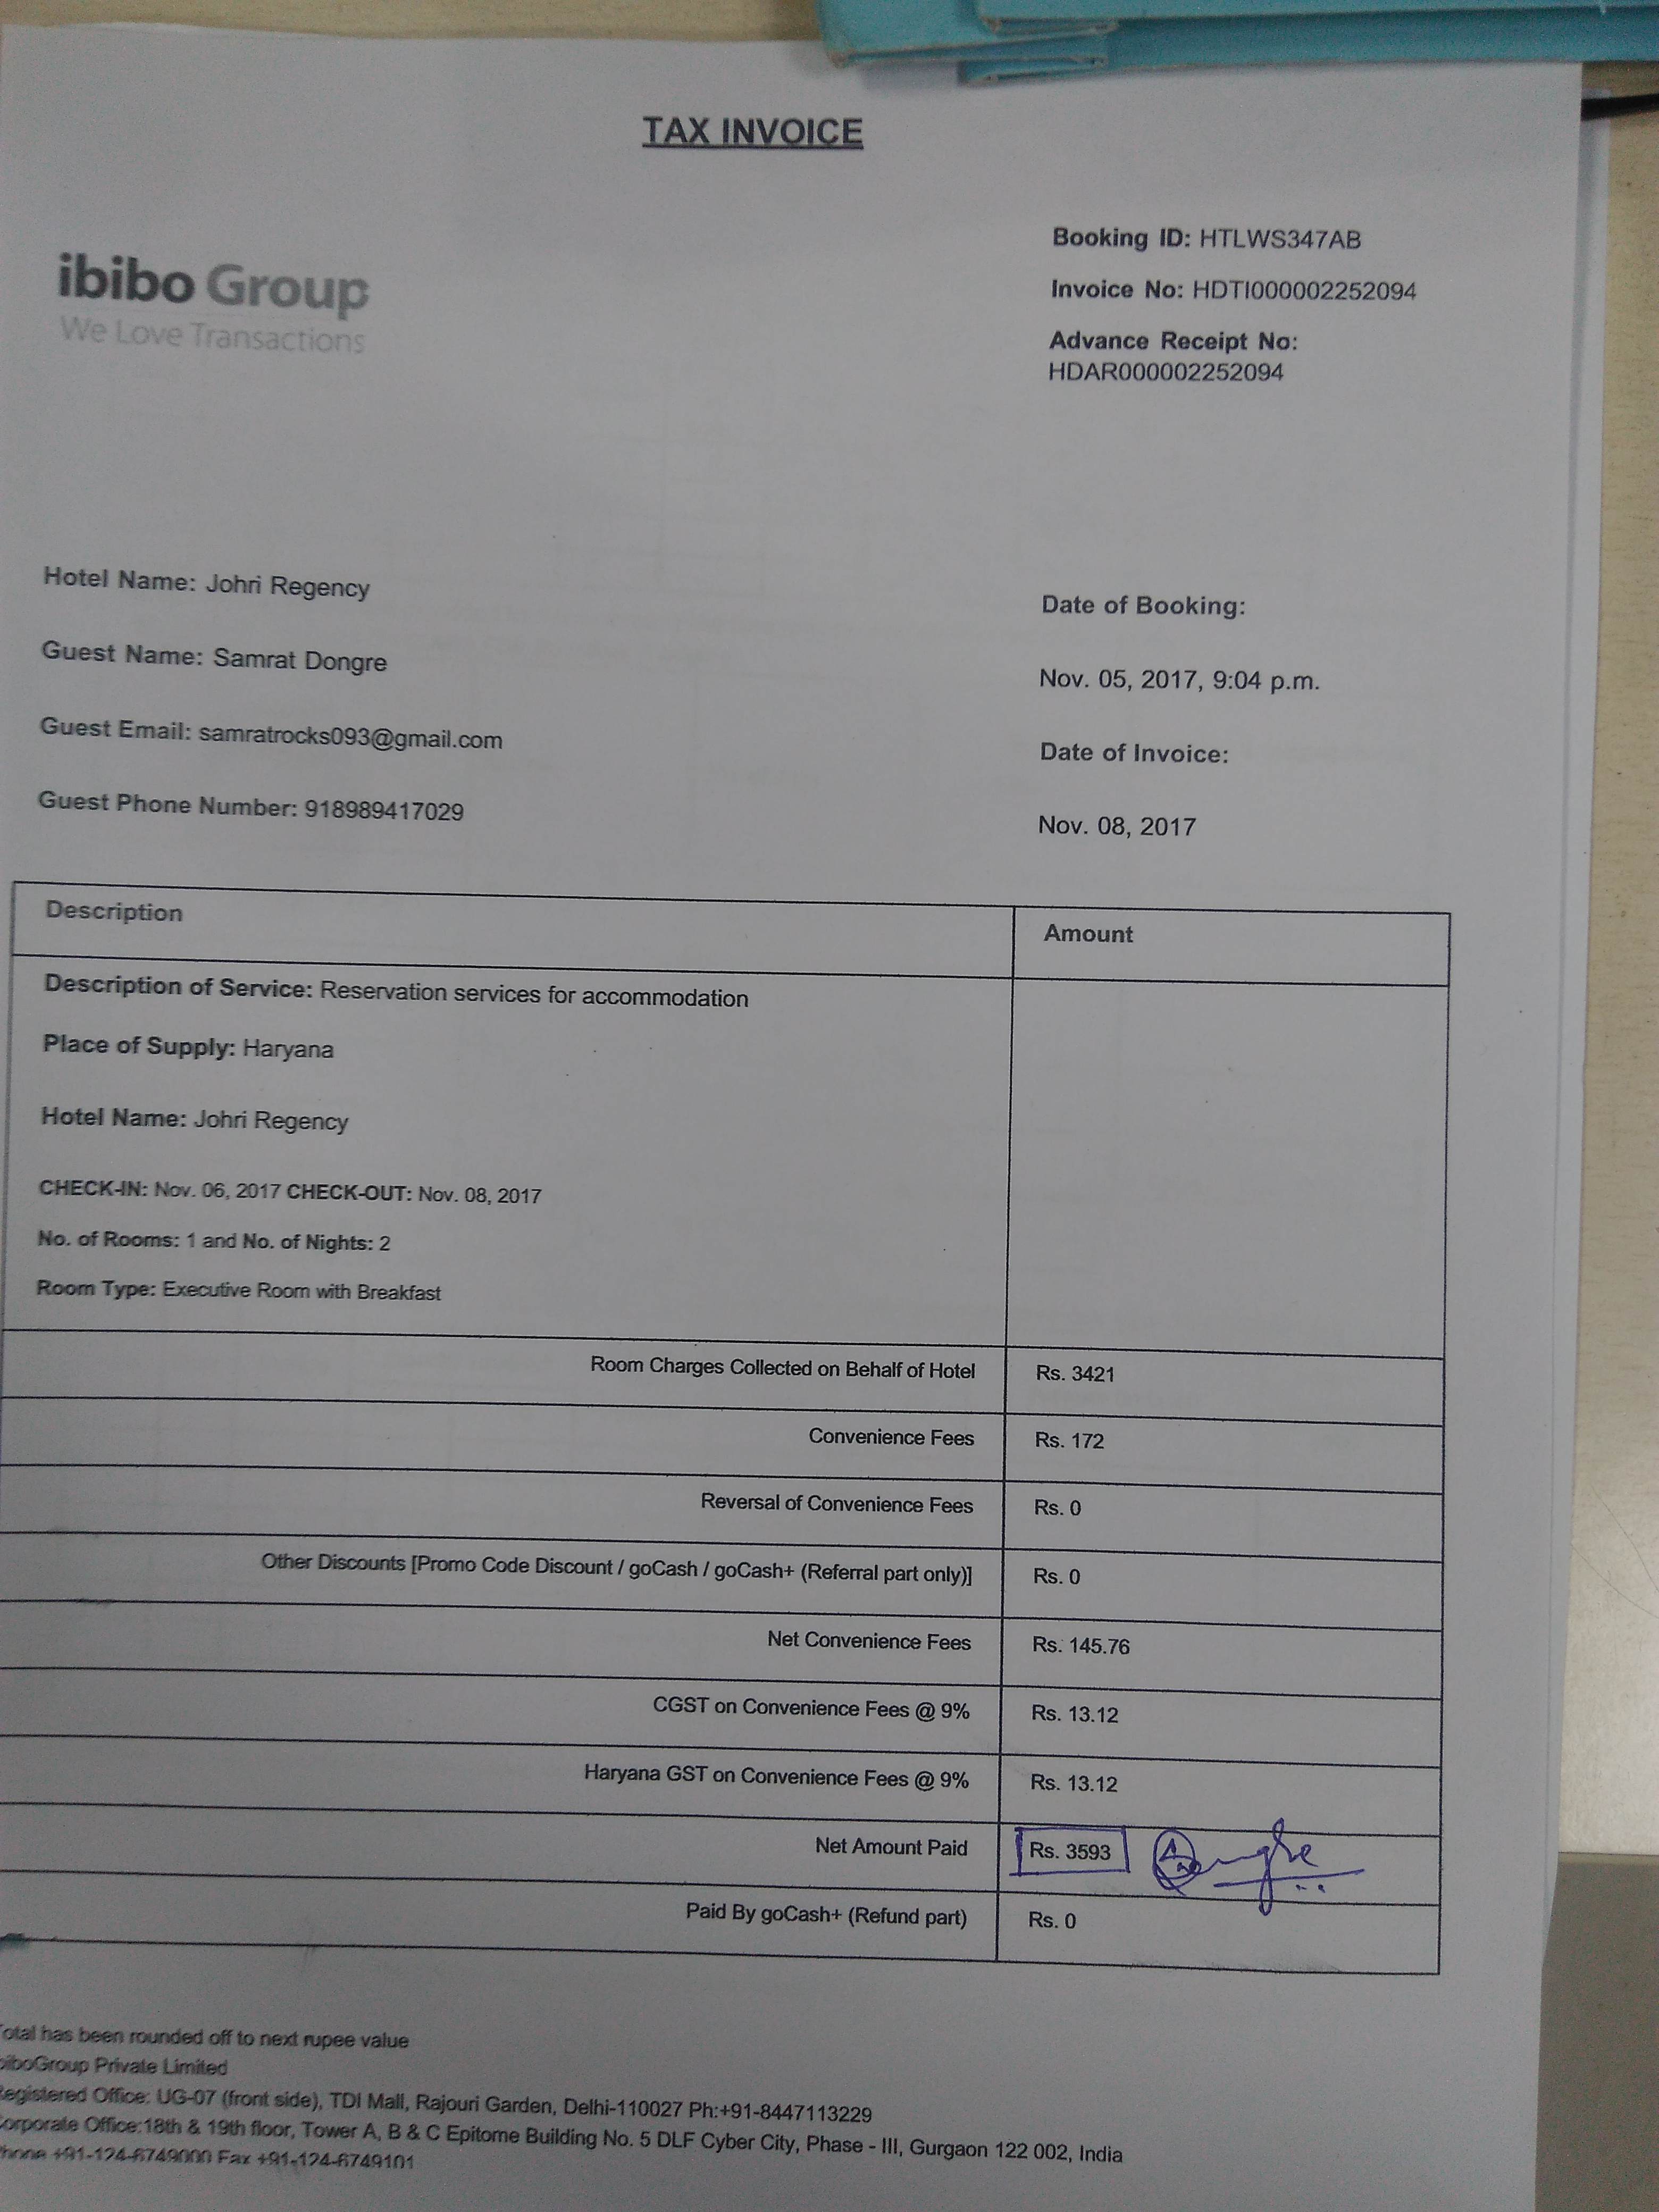 TAX INVOICE
ibibo Group
We Love Transactions
Booking ID: HTLWS347AB
Invoice No: HDTI000002252094
Advance Receipt No:
HDAR000002252094
Hotel Name: Johri Regency
Guest Name: Samrat Dongre
Guest Email: samratrocks093@gmail.com
Guest Phone Number: 918989417029
Date of Booking:
Nov. 05, 2017, 9:04 p.m.
Date of Invoice:
Nov. 08, 2017
Description Amount
Description of Service: Reservation services for accommodation
Place of Supply: Haryana
Hotel Name: Johri Regency
CHECK-IN: Nov. 06, 2017 CHECK-OUT: Nov. 08, 2017
No. of Rooms: 1 and No. of Nights: 2
Room Type: Executive Room with Breakfast
Room Charges Collected on Behalf of Hotel Rs. 3421
Convenience Fees Rs. 172
Reversal of Convenience Fees Rs. 0
Other Discounts [Promo Code Discount / goCash / goCash+ (Referral part only)] Rs. 0
Net Convenience Fees Rs. 145.76
CGST on Convenience Fees @ 9% Rs. 13.12
Haryana GST on Convenience Fees @ 9% Rs. 13.12
Net Amount Paid Rs. 3593
Paid By goCash+ (Refund part) Rs. 0
otal has been rounded off to next rupee value
iboGroup Private Limited
egistered Office: UG-07 (front side), TDI Mall, Rajouri Garden, Delhi-110027 Ph:+91-8447113229
orporate Office:18th & 19th floor, Tower A, B & C Epitome Building No. 5 DLF Cyber City, Phase - III, Gurgaon 122 002, India
hone +91-124-6749000 Fax +91-124-6749101